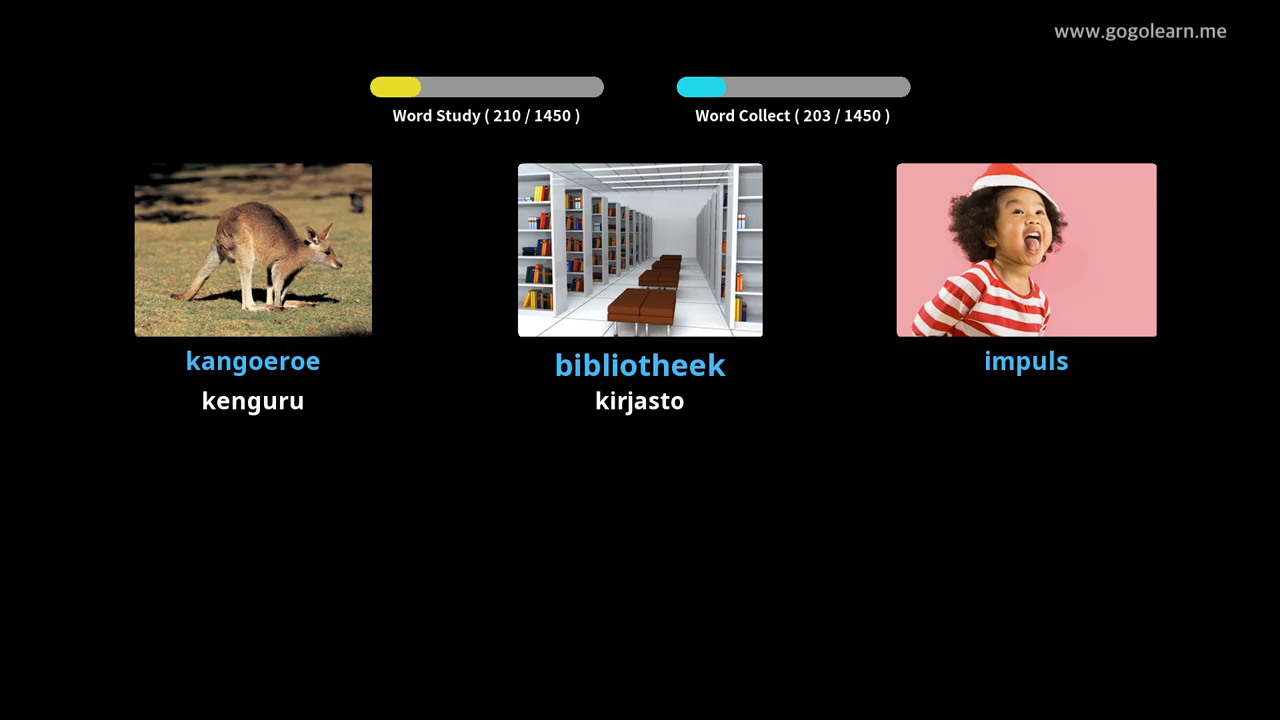 www.gogolearn.me
Word Study ( 210 / 1450 )
Word Collect ( 203 / 1450 )
kangoeroe
kenguru
bibliotheek
kirjasto
impuls